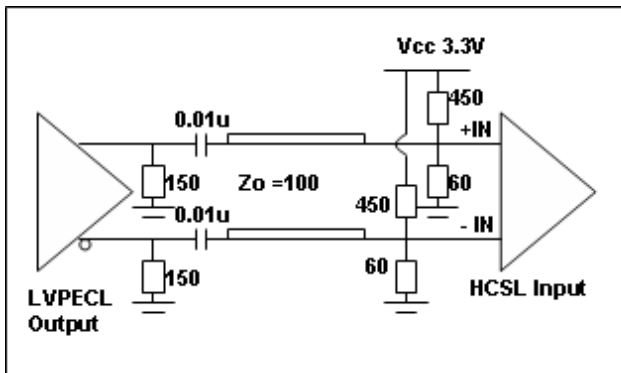 Vcc 3.3V
450
0.01u
+IN
150
Zo =100
60
0.01u
450
- IN
150
60
LVPECL
Output
HCSL Input